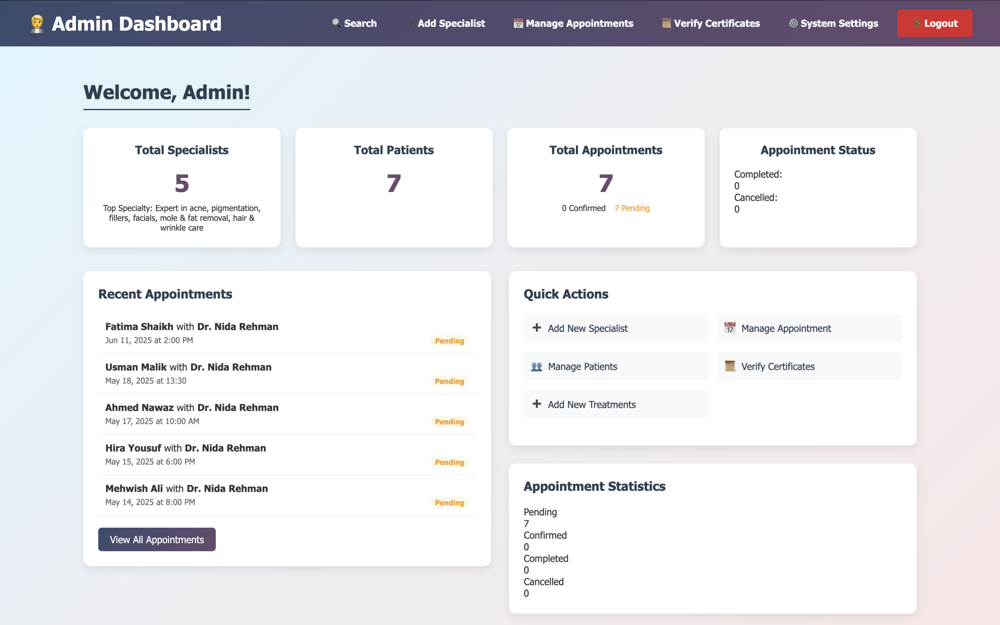 Admin Dashboard
Search
Add Specialist
Manage Appointments
Verify Certificates
System Settings
Logout
Welcome, Admin!
Total Specialists
5
Top Specialty: Expert in acne, pigmentation,
fillers, facials, mole & fat removal, hair &
wrinkle care
Total Patients
7
Total Appointments
7
0 Confirmed 7 Pending
Appointment Status
Completed:
0
Cancelled:
0
Recent Appointments
Fatima Shaikh with Dr. Nida Rehman
Jun 11, 2025 at 2:00 PM
Pending
Usman Malik with Dr. Nida Rehman
May 18, 2025 at 13:30
Pending
Ahmed Nawaz with Dr. Nida Rehman
May 17, 2025 at 10:00 AM
Pending
Hira Yousuf with Dr. Nida Rehman
May 15, 2025 at 6:00 PM
Pending
Mehwish Ali with Dr. Nida Rehman
May 14, 2025 at 8:00 PM
Pending
View All Appointments
Quick Actions
Add New Specialist
Manage Appointment
Manage Patients
Verify Certificates
Add New Treatments
Appointment Statistics
Pending
7
Confirmed
0
Completed
0
Cancelled
0